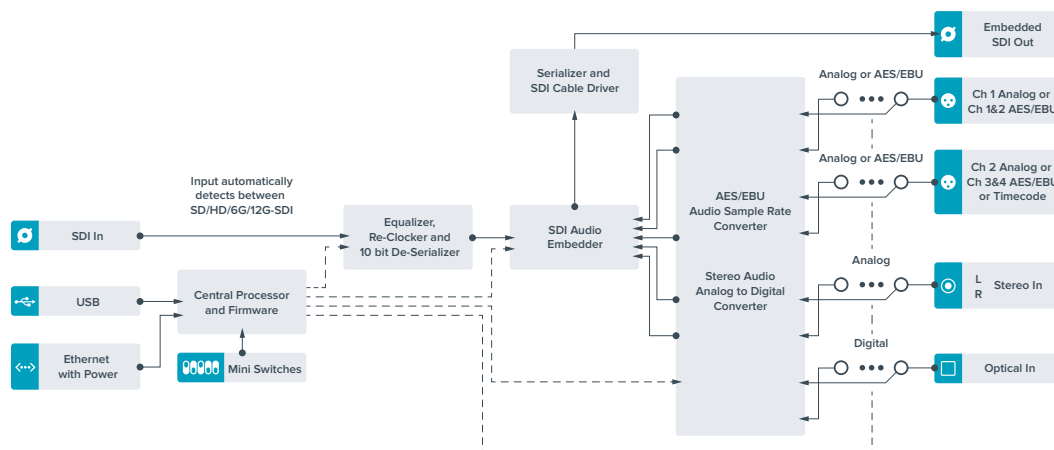 Embedded
SDI Out
Serializer and
SDI Cable Driver
Analog or AES/EBU
Ch 1 Analog or
Ch 1&2 AES/EBU
Analog or AES/EBU
Ch 2 Analog or
Ch 3&4 AES/EBU
or Timecode
Input automatically
detects between
SD/HD/6G/12G-SDI
SDI In
Equalizer,
Re-Clocker and
10 bit De-Serializer
SDI Audio
Embedder
AES/EBU
Audio Sample Rate
Converter
Stereo Audio
Analog to Digital
Converter
Analog
L
R
Stereo In
USB
Central Processor
and Firmware
Ethernet
with Power
Mini Switches
Digital
Optical In